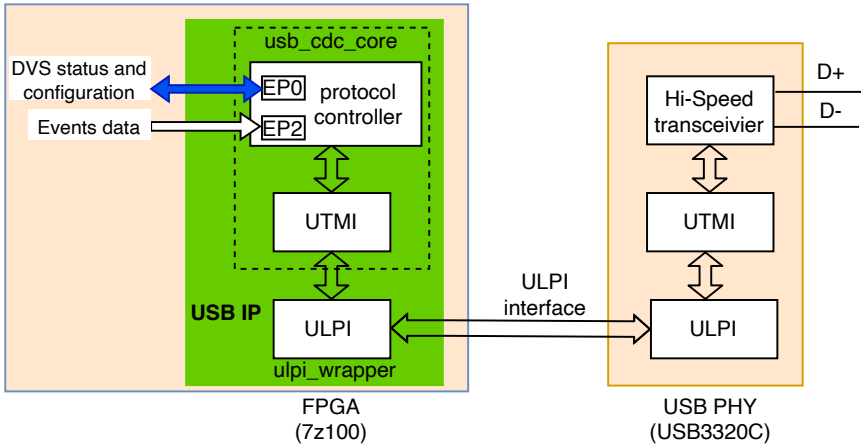 usb_cdc_core
DVS status and
configuration
EP0
protocol
controller
Events data
EP2
UTMI
USB IP
ULPI
ulpi_wrapper
FPGA
(7z100)
ULPI
interface
Hi-Speed
transceivier
D+
D-
UTMI
ULPI
USB PHY
(USB3320C)